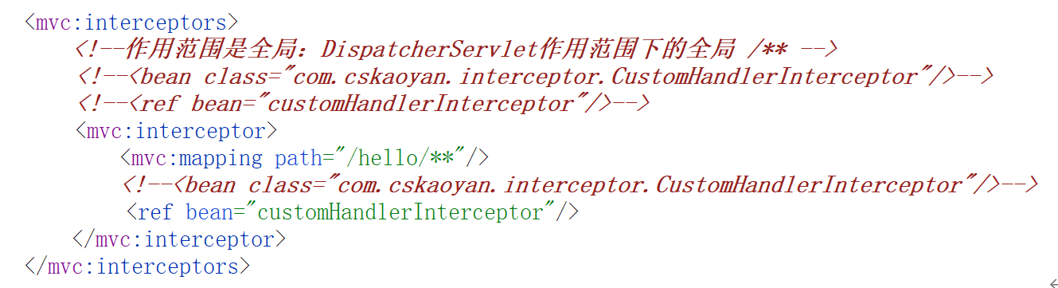 <mvc:interceptors>
<!--作用范围是全局：DispatcherServlet作用范围下的全局 /** -->
<!--<bean class="com.cskaoyan.interceptor.CustomHandlerInterceptor"/>-->
<!--<ref bean="customHandlerInterceptor"/>-->
<mvc:interceptor>
<mvc:mapping path="/hello/**"/>
<!--<bean class="com.cskaoyan.interceptor.CustomHandlerInterceptor"/>-->
<ref bean="customHandlerInterceptor"/>
</mvc:interceptor>
</mvc:interceptors>